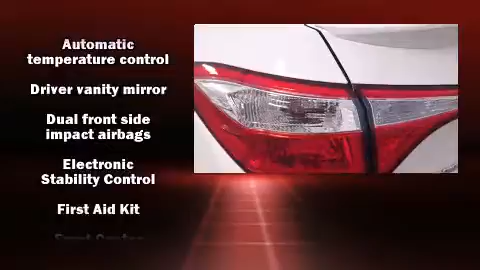 Automatic
temperature control
Driver vanity mirror
Dual front side
impact airbags
Electronic
Stability Control
First Aid Kit